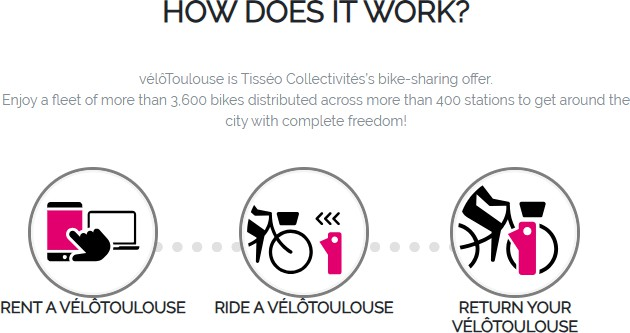 HOW DOES IT WORK?
vélôToulouse is Tisséo Collectivités's bike-sharing offer.
Enjoy a fleet of more than 3,600 bikes distributed across more than 400 stations to get around the
city with complete freedom!
RENT A VÉLÔTOULOUSE
RIDE A VÉLÔTOULOUSE
RETURN YOUR
VÉLÔTOULOUSE